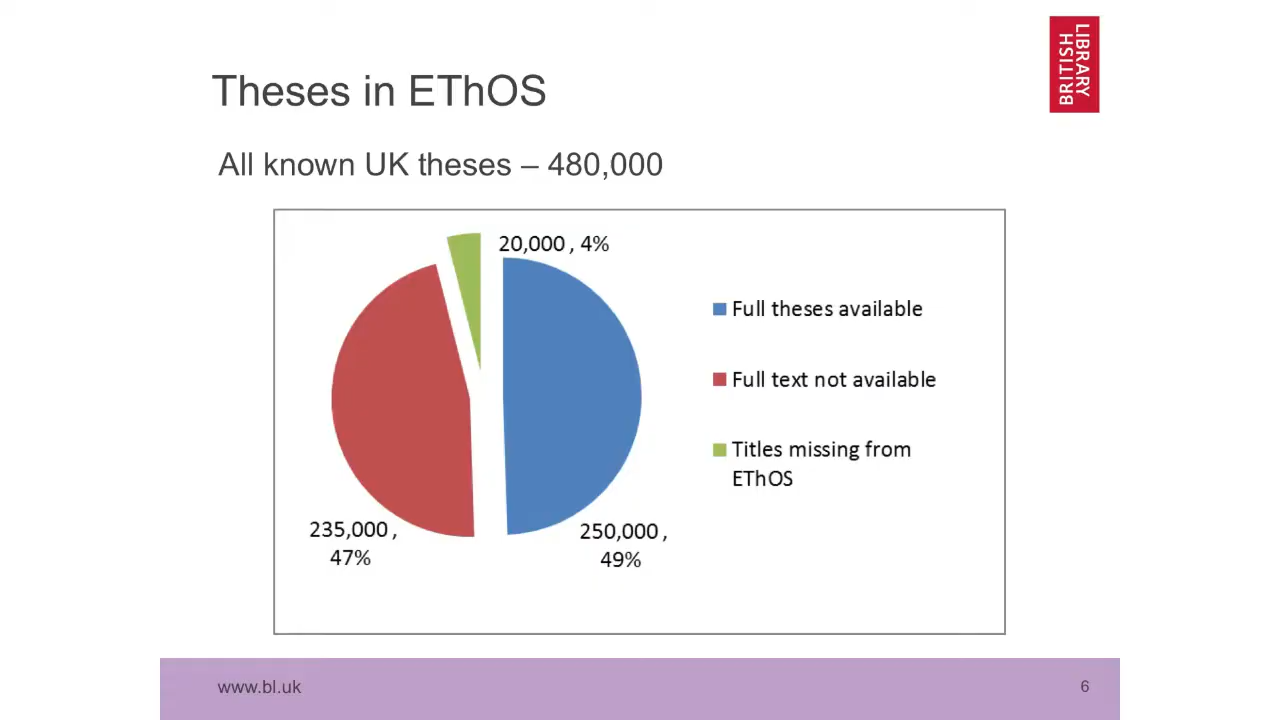 LIBRARY
BRITISH
Theses in EThOS
All known UK theses – 480,000
20,000 , 4%
Full theses available
Full text not available
Titles missing from
EThOS
235,000 ,
47%
250,000 ,
49%
www.bl.uk
6